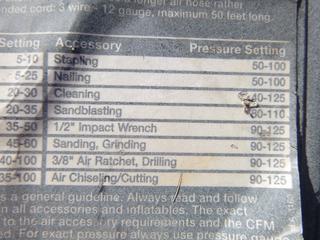 longer air hose rather
nded cord: 3 wire ~ 12 gauge, maximum 50 feet long.
Setting Accessory Pressure Setting
5-10 Stapling 50-100
5-25 Nailing 50-100
20-30 Cleaning 40-125
20-35 Sandblasting 80-110
35-50 1/2" Impact Wrench 90-125
45-60 Sanding, Grinding 90-125
40-100 3/8" Air Ratchet, Drilling 90-125
35-100 Air Chiseling/Cutting 90-125
s a general guideline. Always read and follow
n all accessories and inflatables. The exact
to the air accessory requirements and the CFM
d. For exact pressure always use pressure gauge